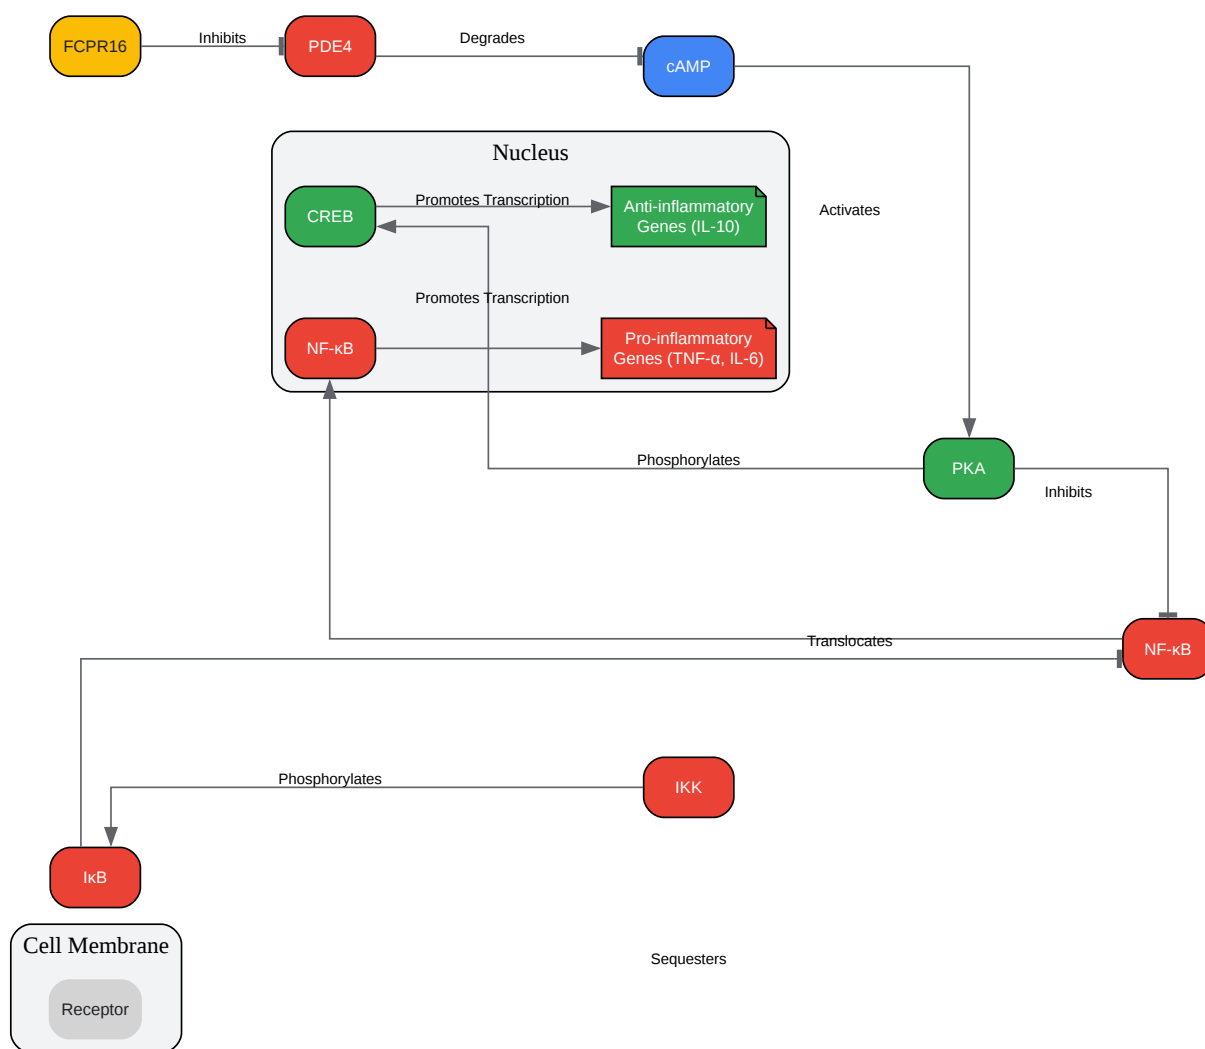 FCPR16
Inhibits
PDE4
Degrades
cAMP
Nucleus
CREB
Promotes Transcription
Anti-inflammatory
Genes (IL-10)
Activates
Promotes Transcription
NF-κB
Pro-inflammatory
Genes (TNF-α, IL-6)
Phosphorylates
PKA
Inhibits
Translocates
NF-κB
Phosphorylates
IKK
IκB
Cell Membrane
Sequesters
Receptor